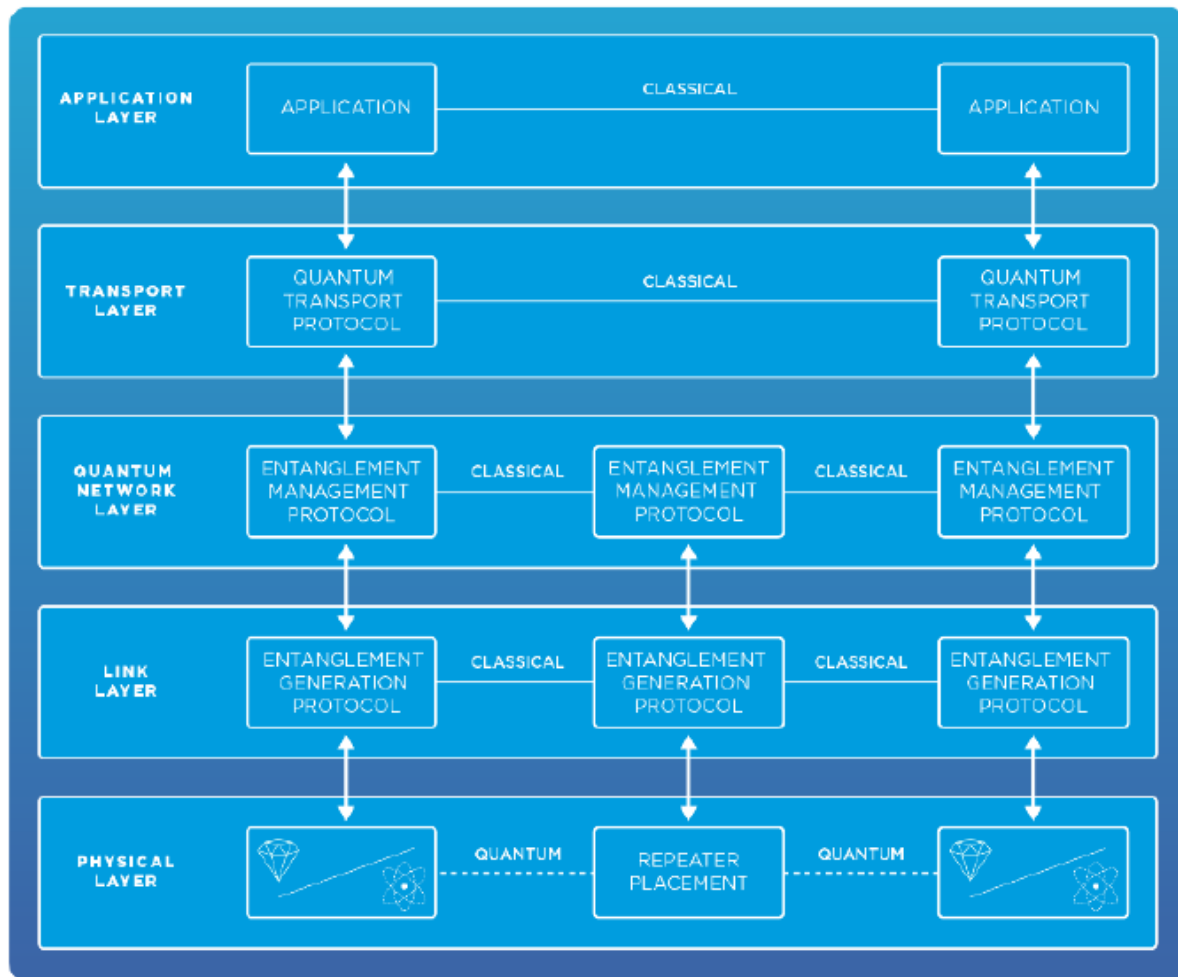 APPLICATION
LAYER
APPLICATION
CLASSICAL
APPLICATION
TRANSPORT
LAYER
QUANTUM
TRANSPORT
PROTOCOL
CLASSICAL
QUANTUM
TRANSPORT
PROTOCOL
QUANTUM
NETWORK
LAYER
ENTANGLEMENT
MANAGEMENT
PROTOCOL
CLASSICAL
ENTANGLEMENT
MANAGEMENT
PROTOCOL
CLASSICAL
ENTANGLEMENT
MANAGEMENT
PROTOCOL
LINK
LAYER
ENTANGLEMENT
GENERATION
PROTOCOL
CLASSICAL
ENTANGLEMENT
GENERATION
PROTOCOL
CLASSICAL
ENTANGLEMENT
GENERATION
PROTOCOL
PHYSICAL
LAYER
QUANTUM
REPEATER
PLACEMENT
QUANTUM